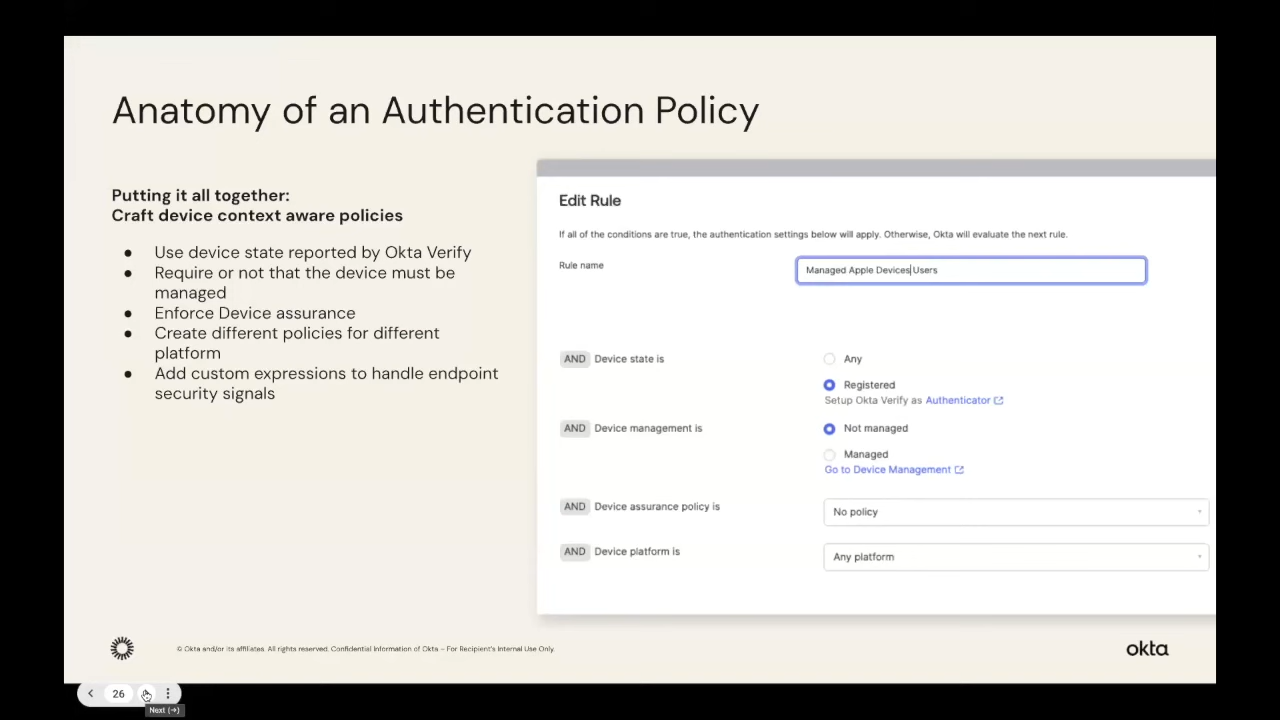 Anatomy of an Authentication Policy
Putting it all together:
Craft device context aware policies
● Use device state reported by Okta Verify
● Require or not that the device must be
managed
● Enforce Device assurance
● Create different policies for different
platform
● Add custom expressions to handle endpoint
security signals
Edit Rule
If all of the conditions are true, the authentication settings below will apply. Otherwise, Okta will evaluate the next rule.
Rule name
Managed Apple Devices Users
AND Device state is
Any
Registered
Setup Okta Verify as Authenticator
AND Device management is
Not managed
Managed
Go to Device Management
AND Device assurance policy is
No policy
AND Device platform is
Any platform
© Okta and/or its affiliates. All rights reserved. Confidential Information of Okta – For Recipient's Internal Use Only.
okta
26
Next (→)